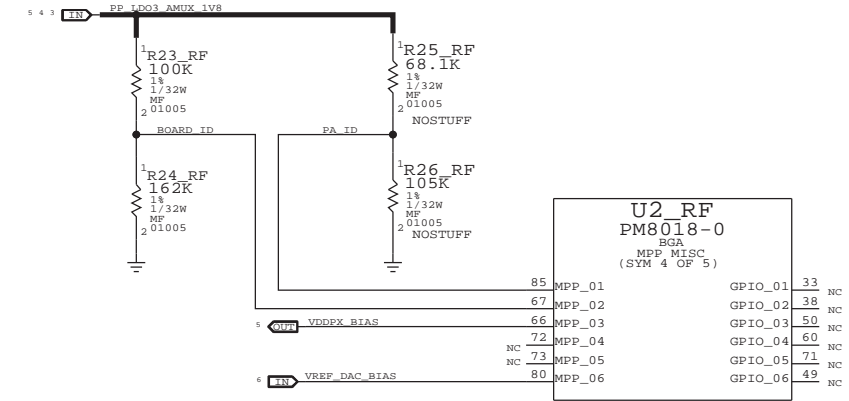 5 4 3 IN PP_LDO3_AMUX_1V8
1
R23_RF
100K
1%
1/32W
MF
2 01005
1
R25_RF
68.1K
1%
1/32W
MF
2 01005
NOSTUFF
BOARD_ID
PA_ID
1
R24_RF
162K
1%
1/32W
MF
2 01005
1
R26_RF
105K
1%
1/32W
MF
2 01005
NOSTUFF
U2_RF
PM8018-0
BGA
MPP MISC
(SYM 4 OF 5)
85 MPP_01 GPIO_01 33 NC
67 MPP_02 GPIO_02 38 NC
5 OUT VDDPX_BIAS 66 MPP_03 GPIO_03 50 NC
NC 72 MPP_04 GPIO_04 60 NC
NC 73 MPP_05 GPIO_05 71 NC
6 IN VREF_DAC_BIAS 80 MPP_06 GPIO_06 49 NC